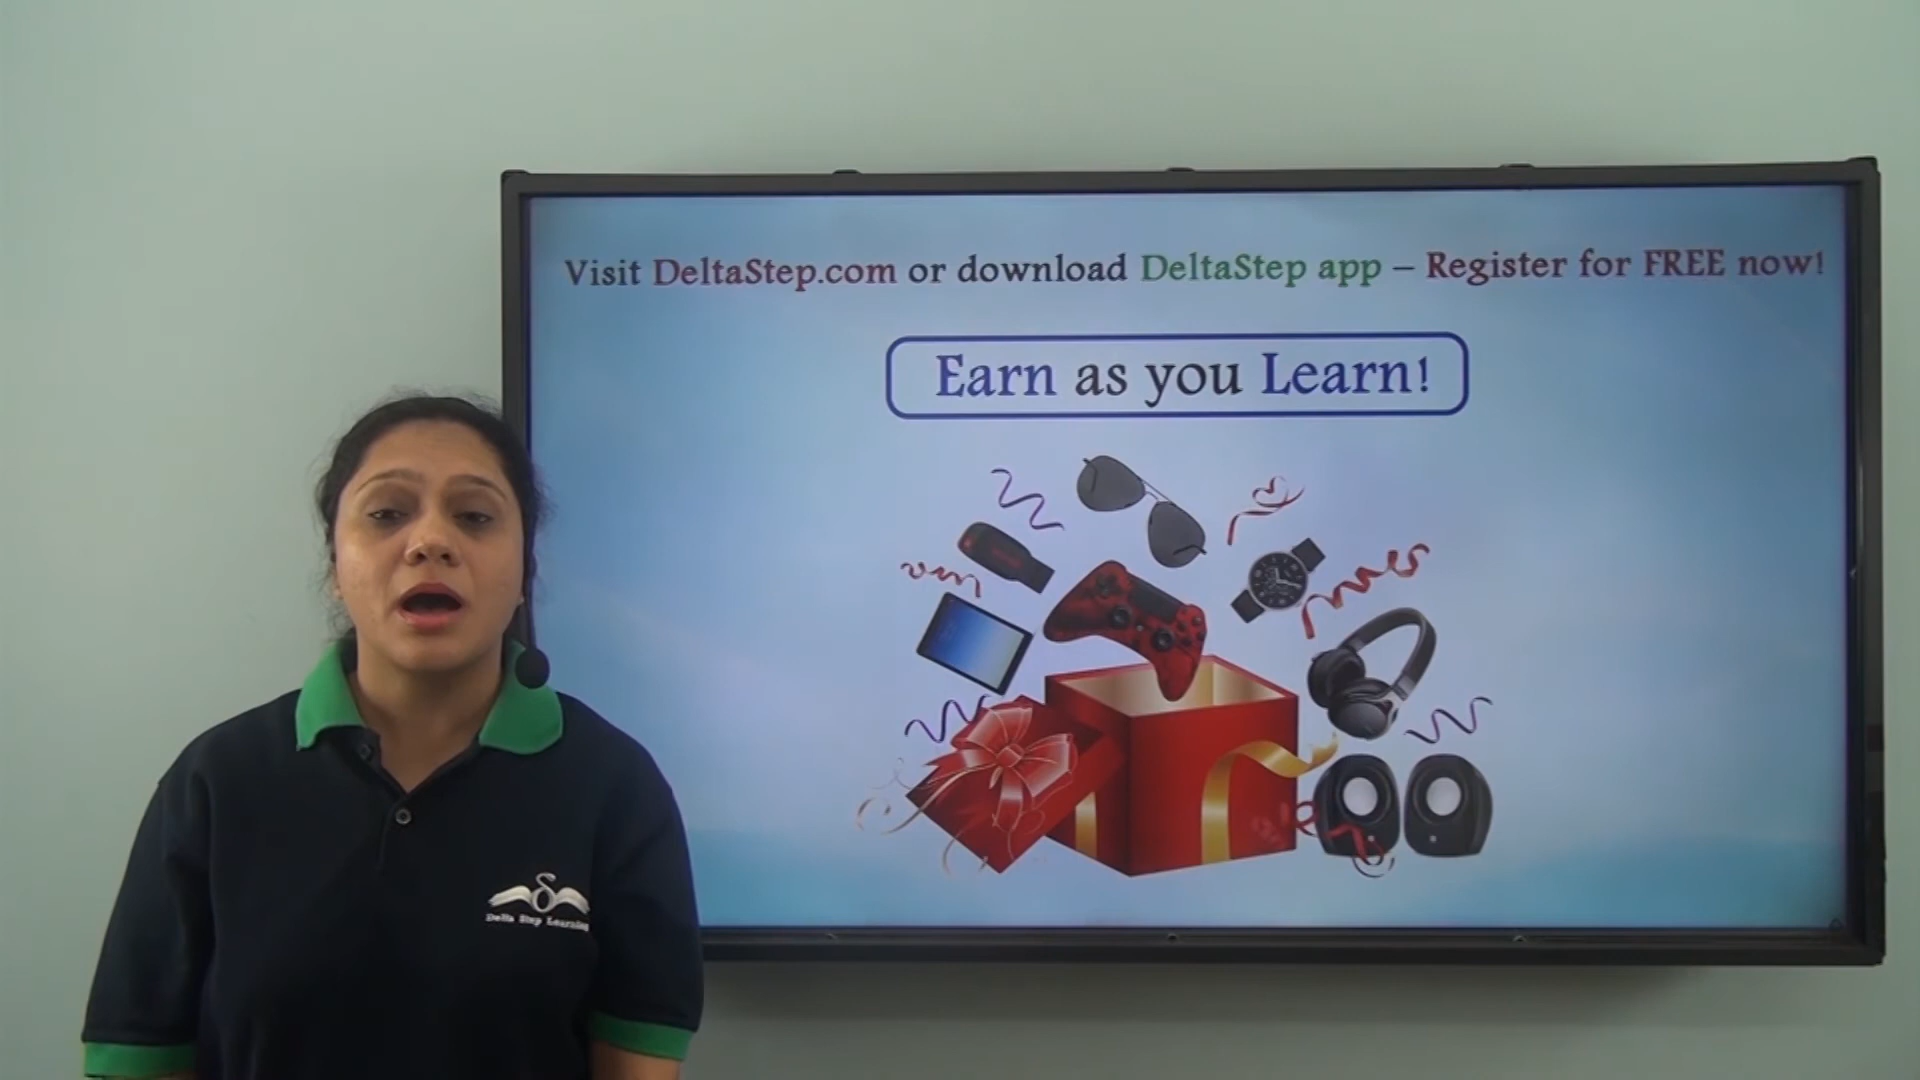 Visit DeltaStep.com or download DeltaStep app – Register for FREE now!
Earn as you Learn!
Delta Step Learning